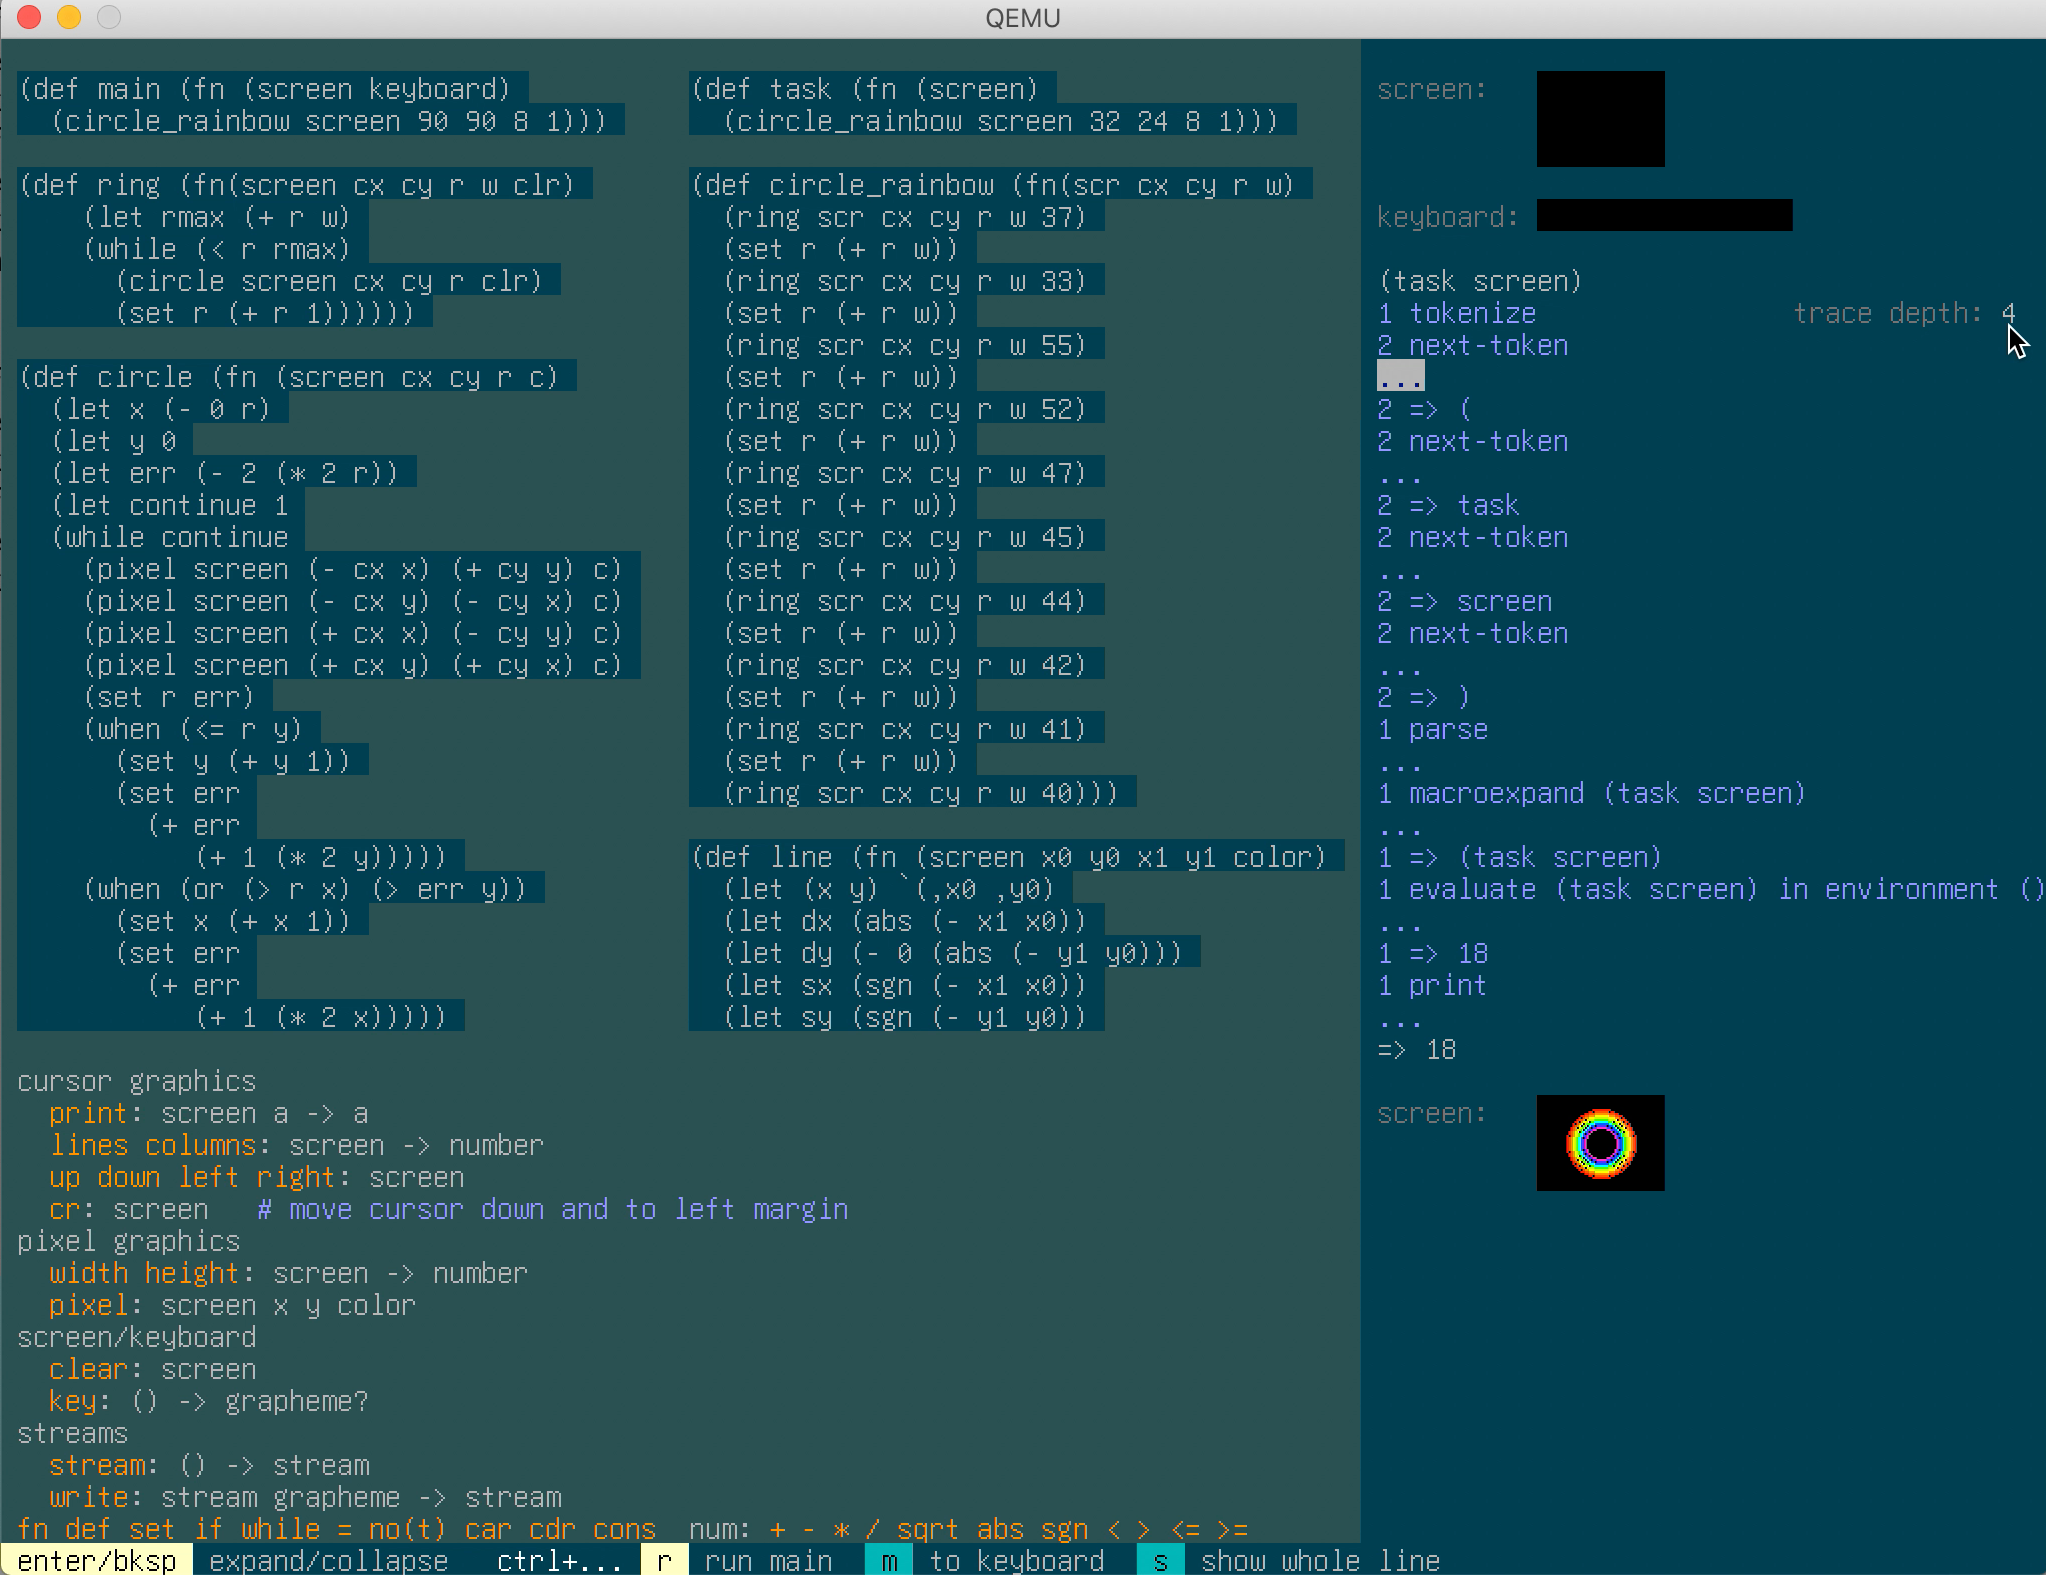 QEMU
(def main (fn (screen keyboard)
  (circle_rainbow screen 90 90 8 1)))
(def ring (fn(screen cx cy r w clr)
    (let rmax (+ r w)
    (while (< r rmax)
      (circle screen cx cy r clr)
      (set r (+ r 1))))))
(def circle (fn (screen cx cy r c)
  (let x (- 0 r)
  (let y 0
  (let err (- 2 (* 2 r))
  (let continue 1
  (while continue
    (pixel screen (- cx x) (+ cy y) c)
    (pixel screen (- cx y) (- cy x) c)
    (pixel screen (+ cx x) (- cy y) c)
    (pixel screen (+ cx y) (+ cy x) c)
    (set r err)
    (when (<= r y)
      (set y (+ y 1))
      (set err
        (+ err
           (+ 1 (* 2 y)))))
    (when (or (> r x) (> err y))
      (set x (+ x 1))
      (set err
        (+ err
           (+ 1 (* 2 x)))))
(def task (fn (screen)
  (circle_rainbow screen 32 24 8 1)))
(def circle_rainbow (fn(scr cx cy r w)
  (ring scr cx cy r w 37)
  (set r (+ r w))
  (ring scr cx cy r w 33)
  (set r (+ r w))
  (ring scr cx cy r w 55)
  (set r (+ r w))
  (ring scr cx cy r w 52)
  (set r (+ r w))
  (ring scr cx cy r w 47)
  (set r (+ r w))
  (ring scr cx cy r w 45)
  (set r (+ r w))
  (ring scr cx cy r w 44)
  (set r (+ r w))
  (ring scr cx cy r w 42)
  (set r (+ r w))
  (ring scr cx cy r w 41)
  (set r (+ r w))
  (ring scr cx cy r w 40)))
(def line (fn (screen x0 y0 x1 y1 color)
  (let (x y) `(,x0 ,y0)
  (let dx (abs (- x1 x0))
  (let dy (- 0 (abs (- y1 y0)))
  (let sx (sgn (- x1 x0))
  (let sy (sgn (- y1 y0))
cursor graphics
  print: screen a -> a
  lines columns: screen -> number
  up down left right: screen
  cr: screen   # move cursor down and to left margin
pixel graphics
  width height: screen -> number
  pixel: screen x y color
screen/keyboard
  clear: screen
  key: () -> grapheme?
streams
  stream: () -> stream
  write: stream grapheme -> stream
fn def set if while = no(t) car cdr cons  num: + - * / sqrt abs sgn < > <= >=
screen:
keyboard:
(task screen)
1 tokenize trace depth: 4
2 next-token
...
2 => (
2 next-token
...
2 => task
2 next-token
...
2 => screen
2 next-token
...
2 => )
1 parse
...
1 macroexpand (task screen)
...
1 => (task screen)
1 evaluate (task screen) in environment ()
...
1 => 18
1 print
...
=> 18
screen:
enter/bksp expand/collapse ctrl+... r run main m to keyboard s show whole line